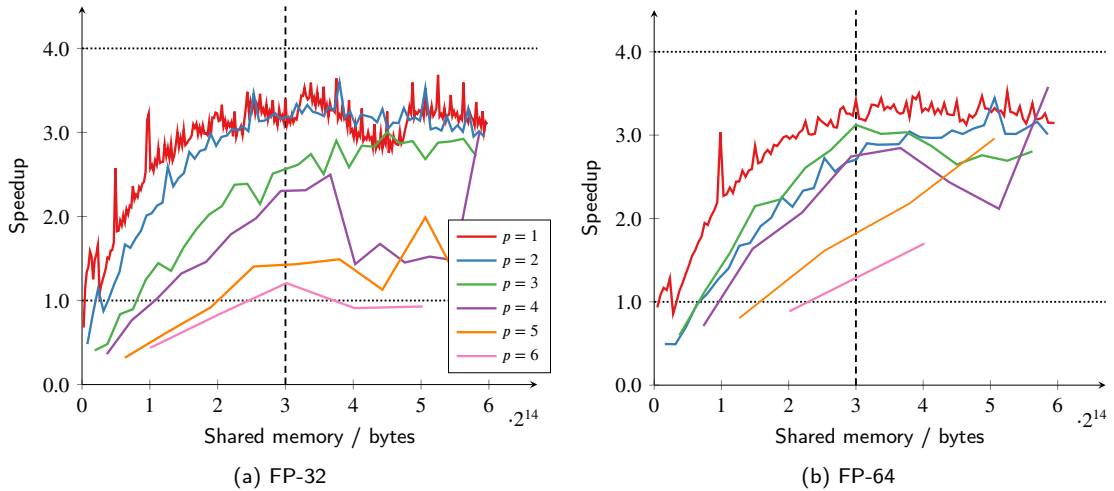 Speedup
4.0
3.0
2.0
1.0
0.0
0 1 2 3 4 5 6
·2^14
Shared memory / bytes
p = 1
p = 2
p = 3
p = 4
p = 5
p = 6
(a) FP-32
Speedup
4.0
3.0
2.0
1.0
0.0
0 1 2 3 4 5 6
·2^14
Shared memory / bytes
(b) FP-64